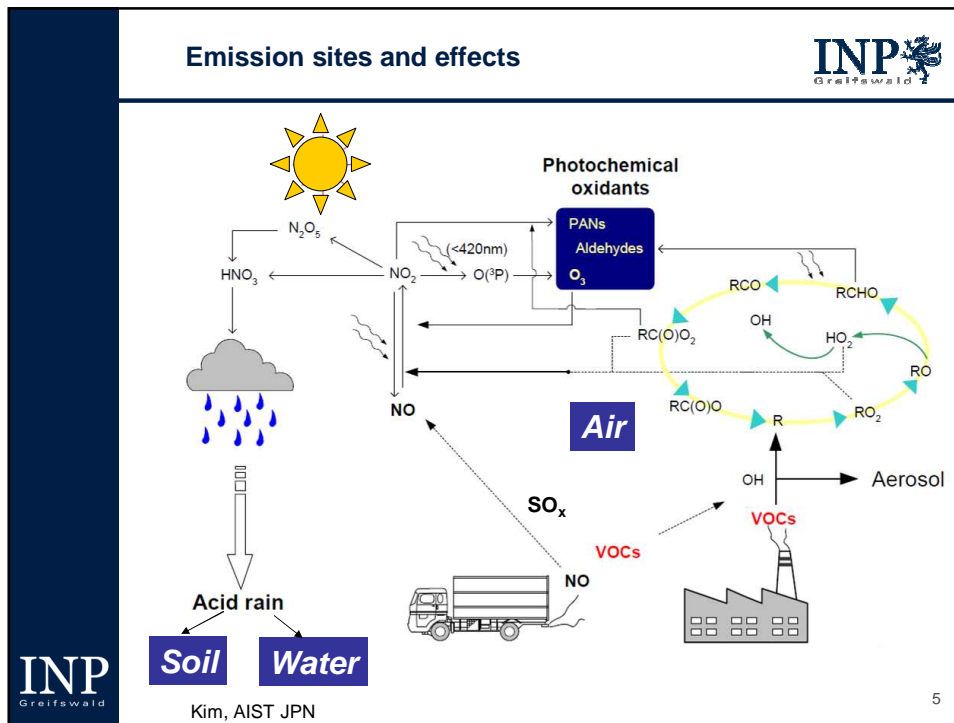 Emission sites and effects
INP
Greifswald
Photochemical
oxidants
N₂O₅
(<420nm)
PANs
Aldehydes
O₃
HNO₃
NO₂
O(³P)
RCO
RCHO
OH
HO₂
RC(O)O₂
RO
NO
RC(O)O
RO₂
R
Air
OH
Aerosol
SOₓ
VOCs
VOCs
NO
Acid rain
Soil
Water
INP
Greifswald
Kim, AIST JPN
5